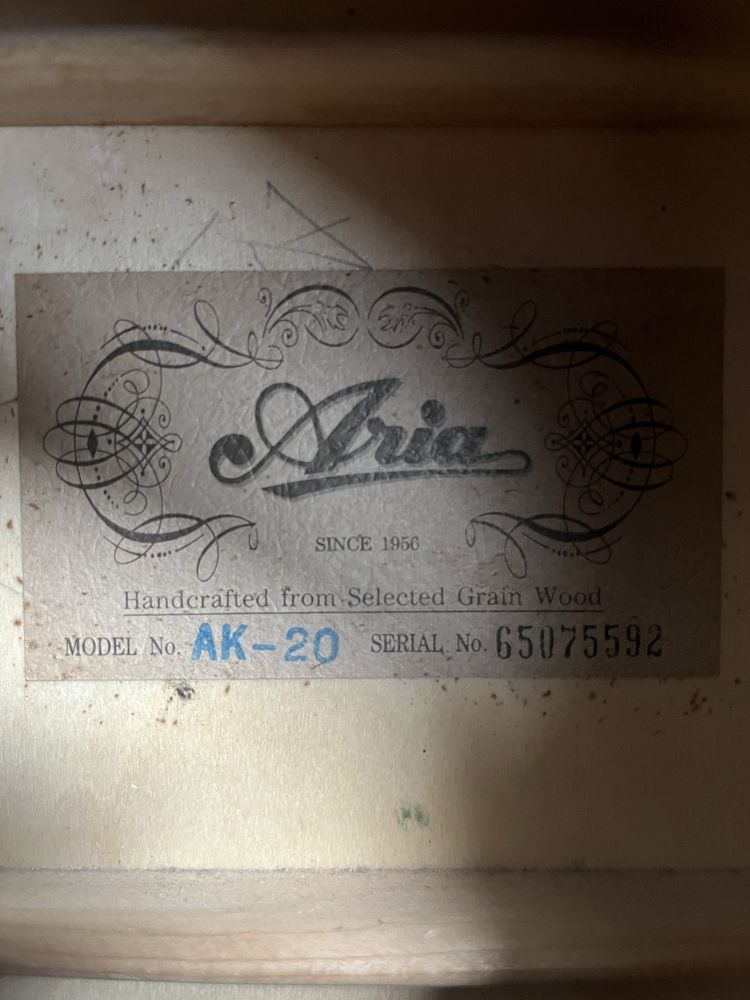 Aria
SINCE 1956
Handcrafted from Selected Grain Wood
MODEL No. AK-20 SERIAL No. 65075592